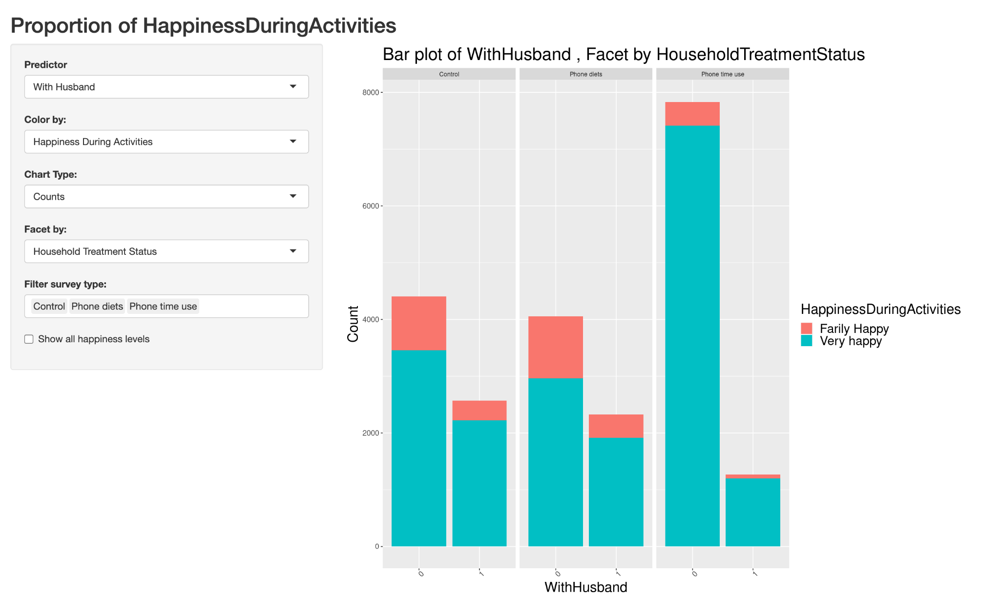 Proportion of HappinessDuringActivities
Predictor
With Husband
Color by:
Happiness During Activities
Chart Type:
Counts
Facet by:
Household Treatment Status
Filter survey type:
Control Phone diets Phone time use
Show all happiness levels
Bar plot of WithHusband , Facet by HouseholdTreatmentStatus
Control Phone diets Phone time use
8000
6000
4000
2000
0
Count
0 1 0 1 0 1
WithHusband
HappinessDuringActivities
Farily Happy
Very happy